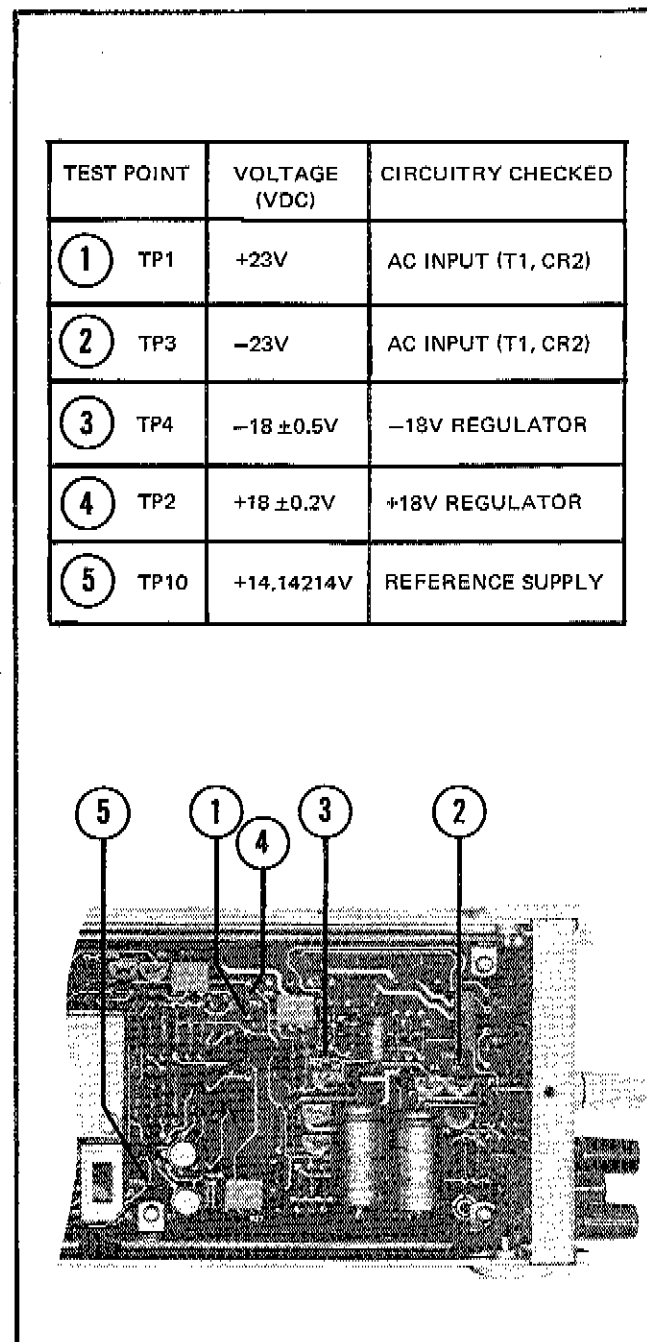 TEST POINT VOLTAGE CIRCUITRY CHECKED
(VDC)
1 TP1 +23V AC INPUT (T1, CR2)
2 TP3 −23V AC INPUT (T1, CR2)
3 TP4 −18 ±0.5V −18V REGULATOR
4 TP2 +18 ±0.2V +18V REGULATOR
5 TP10 +14.14214V REFERENCE SUPPLY
5 1 3 2
4